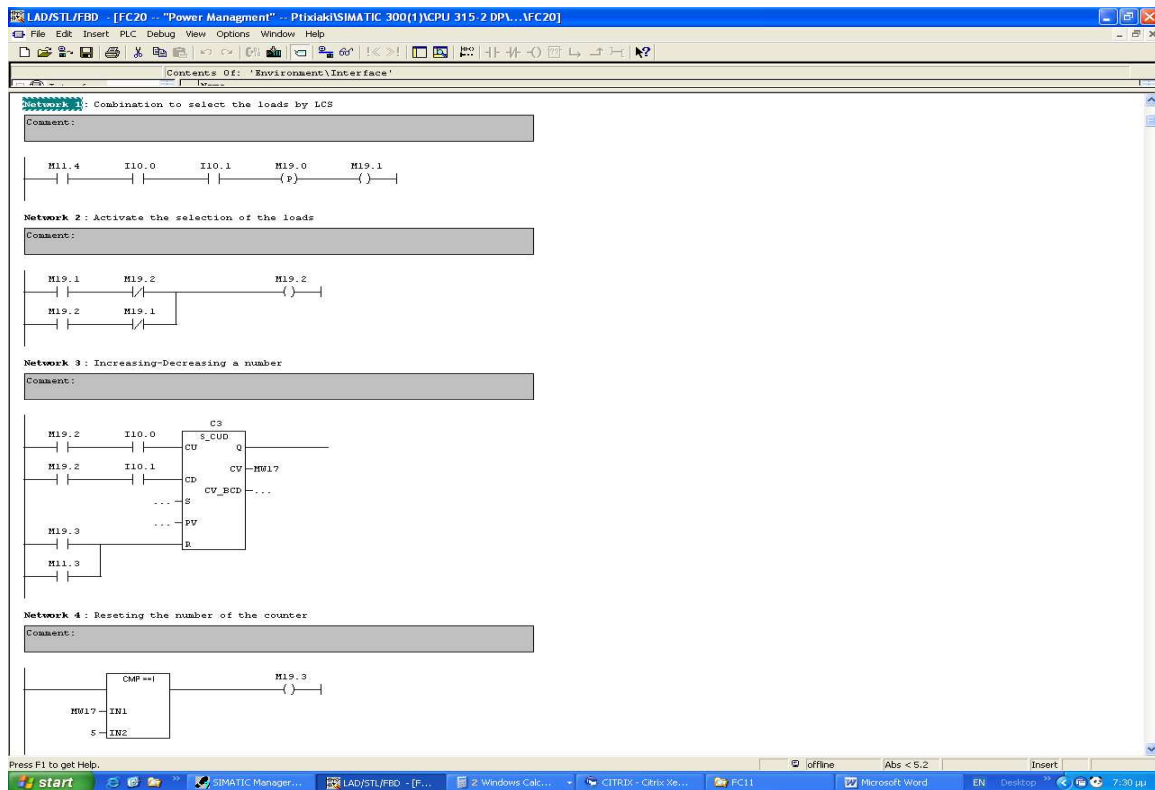 LAD/STL/FBD - [FC20 -- "Power Managment" -- Ptixiaki\SIMATIC 300(1)\CPU 315-2 DP\...\FC20]
File Edit Insert PLC Debug View Options Window Help
Contents Of: 'Environment\Interface'
Network 1: Combination to select the loads by LCS
Comment:
M11.4 I10.0 I10.1 M19.0 M19.1
(P) ( )
Network 2: Activate the selection of the loads
Comment:
M19.1 M19.2 M19.2
( )
M19.2 M19.1
Network 3: Increasing-Decreasing a number
Comment:
C3
M19.2 I10.0 S_CUD
CU Q
M19.2 I10.1 CV MW17
CD
CV_BCD ...
... S
... PV
M19.3
R
M11.3
Network 4: Reseting the number of the counter
Comment:
CMP ==I M19.3
( )
MW17 IN1
5 IN2
Press F1 to get Help. offline Abs < 5.2 Insert
start SIMATIC Manager... LAD/STL/FBD - [F... 2 Windows Calc... CITRIX - Citrix Xe... FC11 Microsoft Word EN Desktop 7:30 μμ